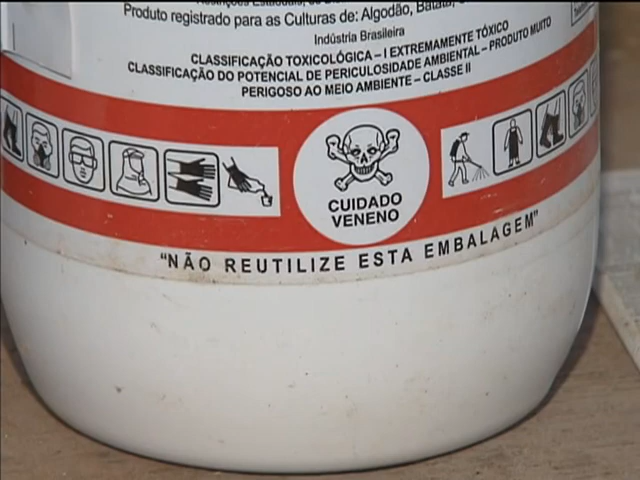 Produto registrado para as Culturas de: Algodão, Batata,
Indústria Brasileira
CLASSIFICAÇÃO TOXICOLÓGICA – I EXTREMAMENTE TÓXICO
CLASSIFICAÇÃO DO POTENCIAL DE PERICULOSIDADE AMBIENTAL – PRODUTO MUITO
PERIGOSO AO MEIO AMBIENTE – CLASSE II
CUIDADO
VENENO
“NÃO REUTILIZE ESTA EMBALAGEM”